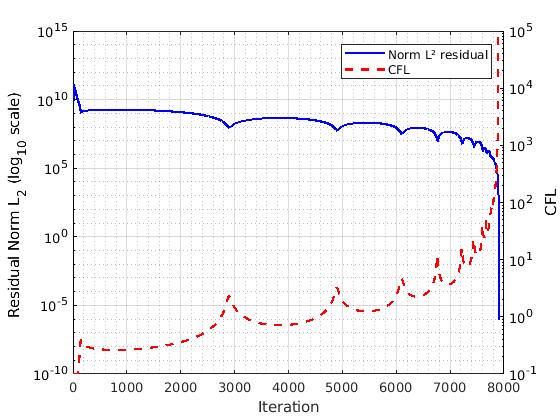 10^15
10^10
10^5
10^0
10^-5
10^-10
Residual Norm L_2 (log_10 scale)
Norm L² residual
CFL
10^5
10^4
10^3
10^2
10^1
10^0
10^-1
CFL
0 1000 2000 3000 4000 5000 6000 7000 8000
Iteration